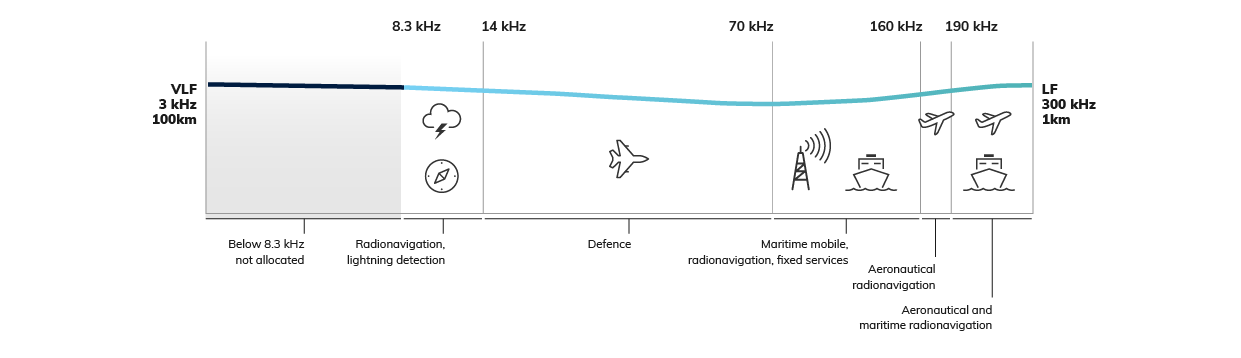 8.3 kHz
14 kHz
70 kHz
160 kHz
190 kHz
VLF
3 kHz
100km
LF
300 kHz
1km
Below 8.3 kHz
not allocated
Radionavigation,
lightning detection
Defence
Maritime mobile,
radionavigation, fixed services
Aeronautical
radionavigation
Aeronautical and
maritime radionavigation